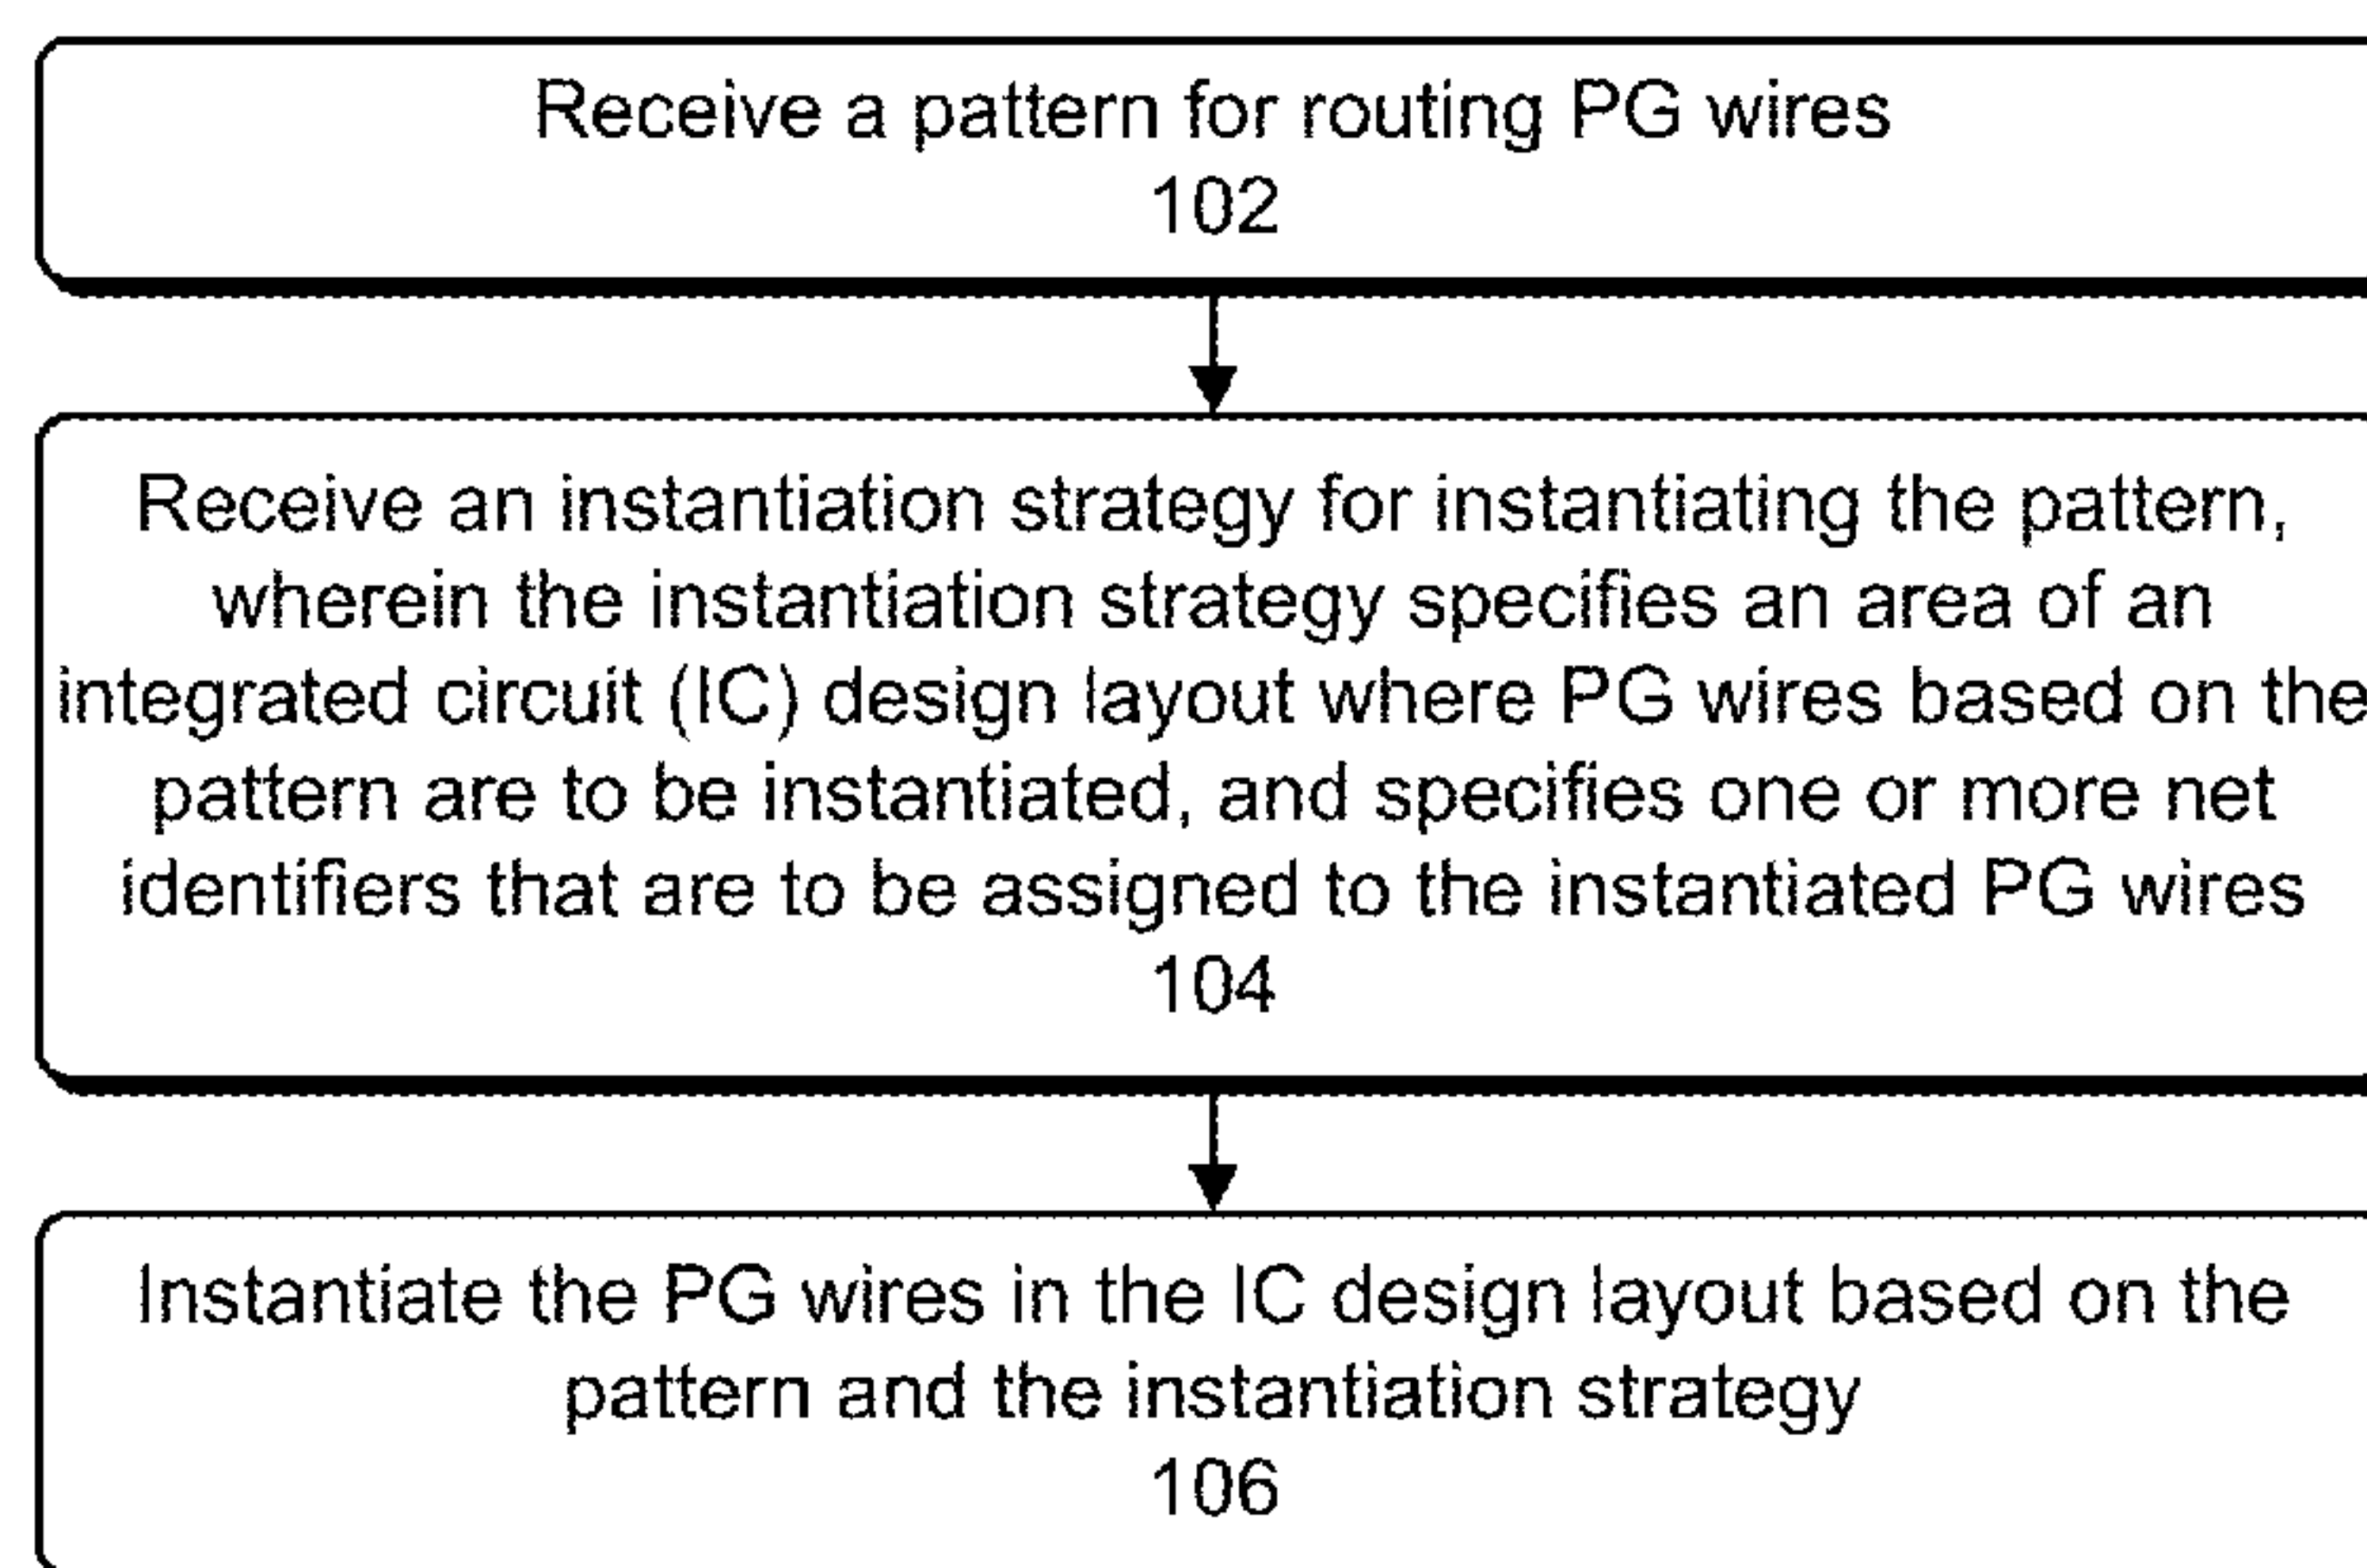 Receive a pattern for routing PG wires
102
Receive an instantiation strategy for instantiating the pattern,
wherein the instantiation strategy specifies an area of an
integrated circuit (IC) design layout where PG wires based on the
pattern are to be instantiated, and specifies one or more net
identifiers that are to be assigned to the instantiated PG wires
104
Instantiate the PG wires in the IC design layout based on the
pattern and the instantiation strategy
106